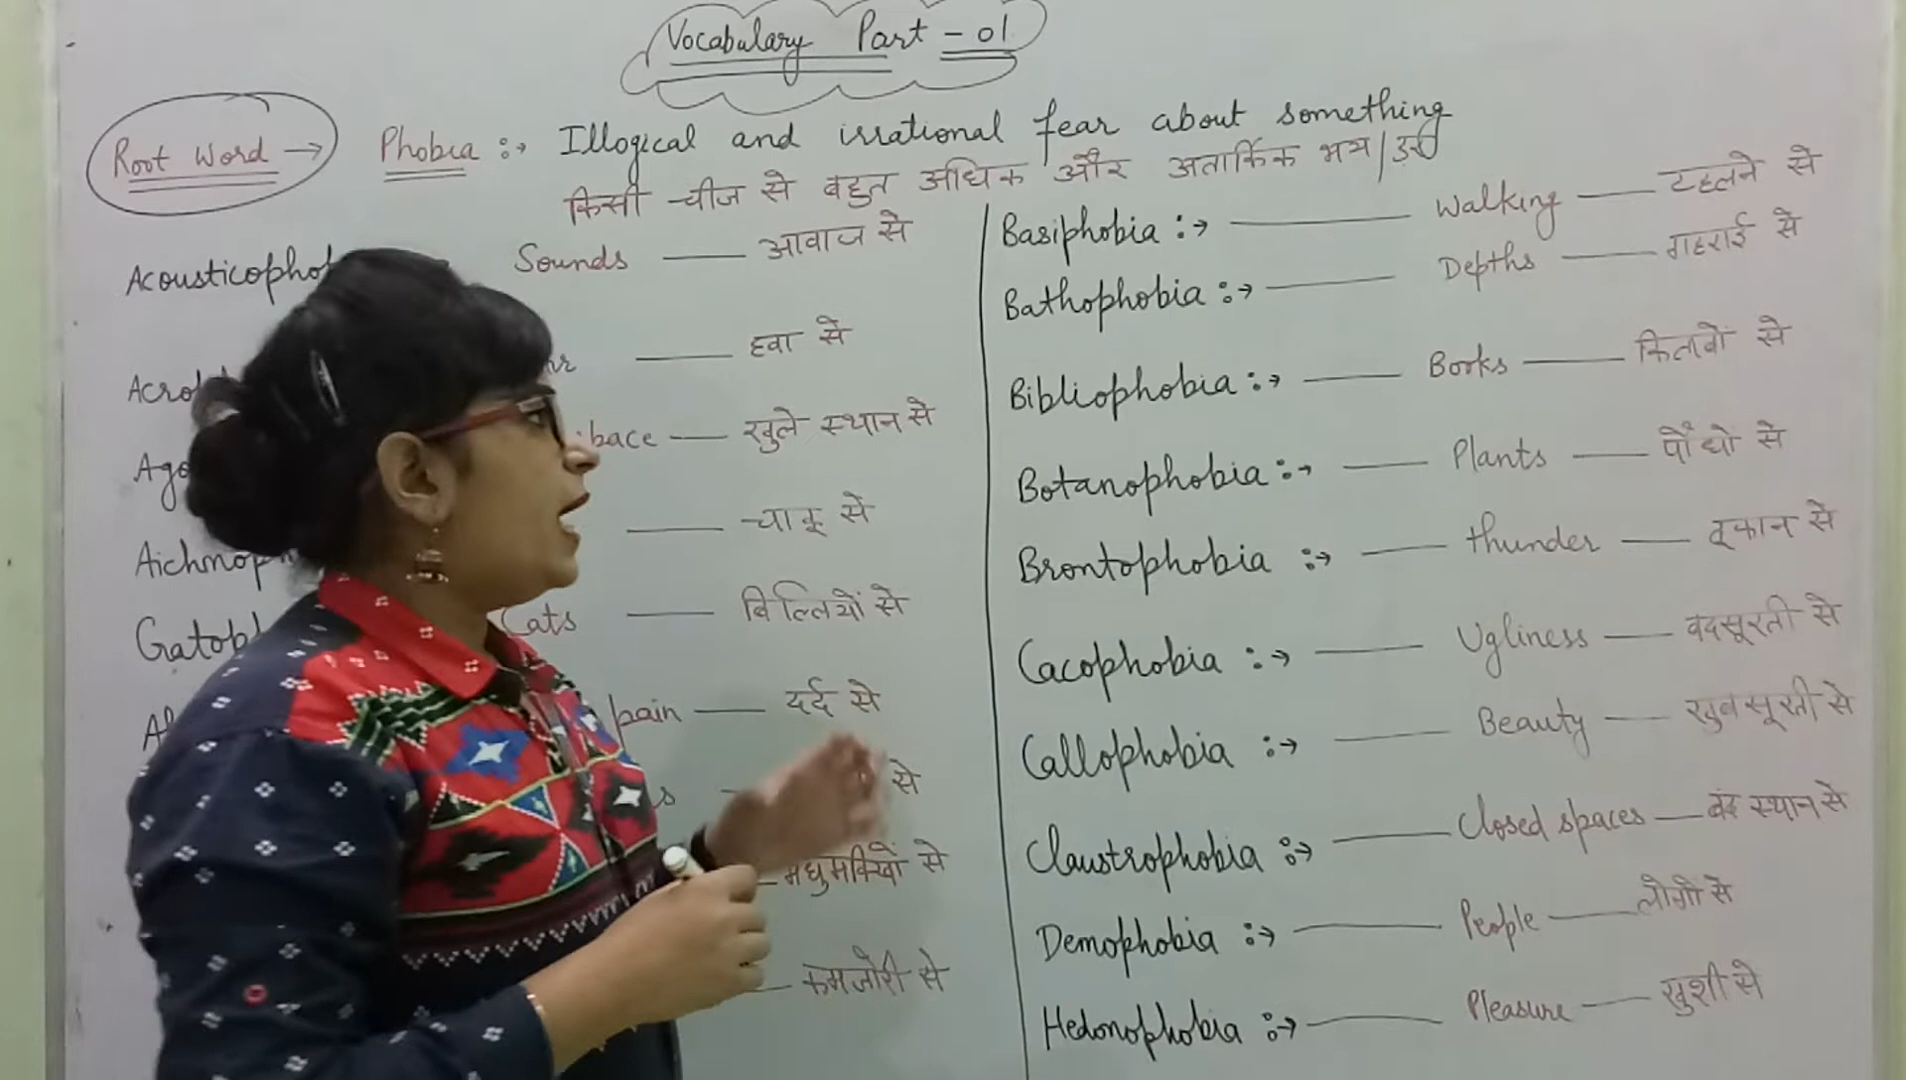 Vocabulary Part - 01
Root Word → Phobia :→ Illogical and irrational fear about something
किसी चीज से बहुत अधिक और अतार्किक भय/डर
Sounds — आवाज से
— हवा से
— खुले स्थान से
— चाकू से
Cats — बिल्लियों से
pain — दर्द से
से
— मधुमक्खियों से
— कमजोरी से
Basiphobia :→ — Walking — टहलने से
Bathophobia :→ — Depths — गहराई से
Bibliophobia :→ — Books — किताबों से
Botanophobia :→ — Plants — पौधों से
Brontophobia :→ — thunder — तूफान से
Cacophobia :→ — Ugliness — बदसूरती से
Callophobia :→ — Beauty — खुबसूरती से
Claustrophobia :→ — Closed spaces — बंद स्थान से
Demophobia :→ — People — लोगों से
Hedonophobia :→ — Pleasure — खुशी से